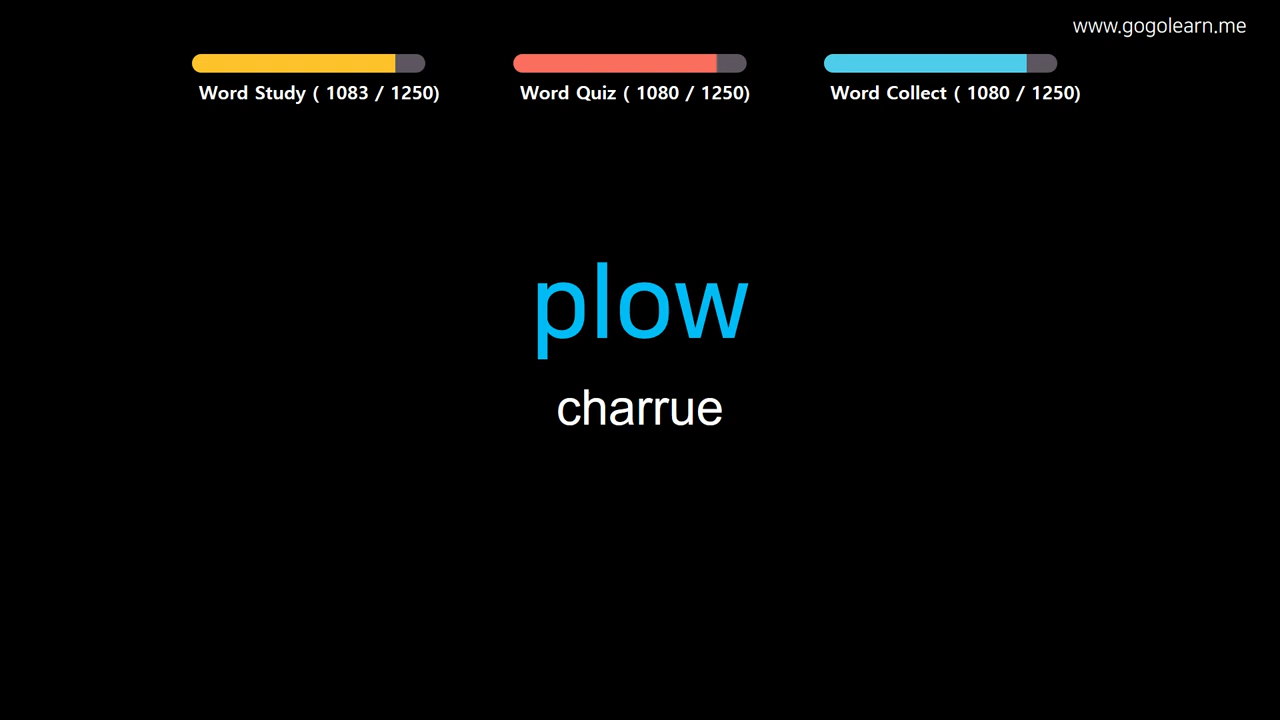 www.gogolearn.me
Word Study ( 1083 / 1250)
Word Quiz ( 1080 / 1250)
Word Collect ( 1080 / 1250)
plow
charrue